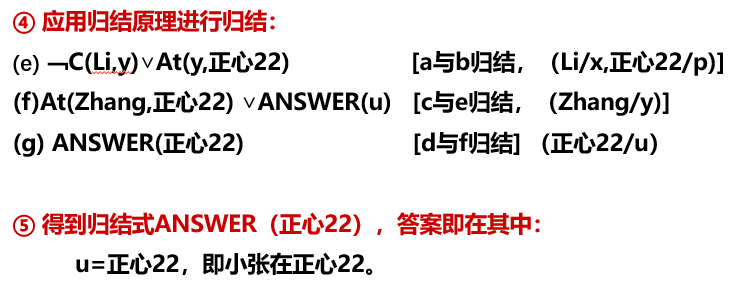 ④ 应用归结原理进行归结：
(e) ¬C(Li,y)∨At(y,正心22) [a与b归结，（Li/x,正心22/p)]
(f)At(Zhang,正心22) ∨ANSWER(u) [c与e归结，（Zhang/y)]
(g) ANSWER(正心22) [d与f归结] （正心22/u）
⑤ 得到归结式ANSWER（正心22），答案即在其中：
u=正心22，即小张在正心22。